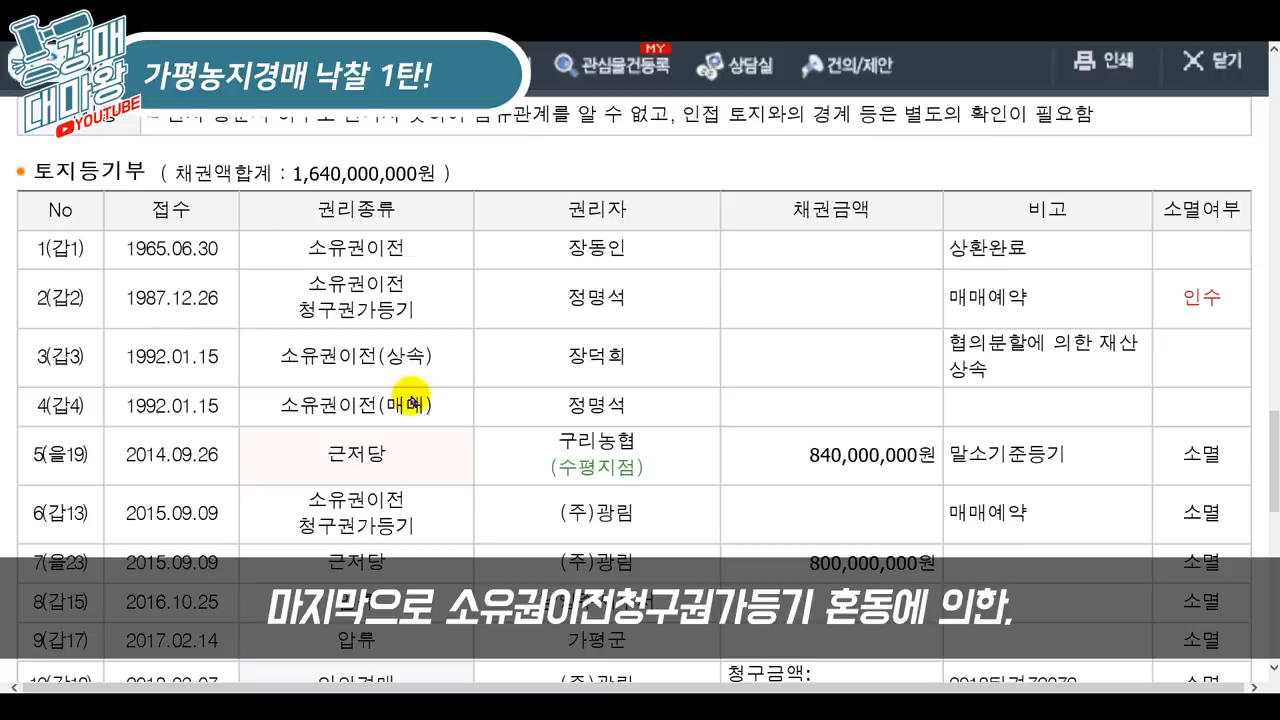 경매
대마왕
YOUTUBE
가평농지경매 낙찰 1탄!
MY
관심물건등록 상담실 건의/제안 인쇄 닫기
알 수 없고, 인접 토지와의 경계 등은 별도의 확인이 필요함
토지등기부 ( 채권액합계 : 1,640,000,000원 )
No 접수 권리종류 권리자 채권금액 비고 소멸여부
1(갑1) 1965.06.30 소유권이전 장동인 상환완료
2(갑2) 1987.12.26 소유권이전 청구권가등기 정명석 매매예약 인수
3(갑3) 1992.01.15 소유권이전(상속) 장덕희 협의분할에 의한 재산상속
4(갑4) 1992.01.15 소유권이전(매매) 정명석
5(을19) 2014.09.26 근저당 구리농협 (수평지점) 840,000,000원 말소기준등기 소멸
6(갑13) 2015.09.09 소유권이전 청구권가등기 (주)광림 매매예약 소멸
7(을23) 2015.09.09 근저당 (주)광림 800,000,000원 소멸
8(갑15) 2016.10.25 소멸
마지막으로 소유권이전청구권가등기 혼동에 의한,
9(갑17) 2017.02.14 압류 가평군 소멸
청구금액: